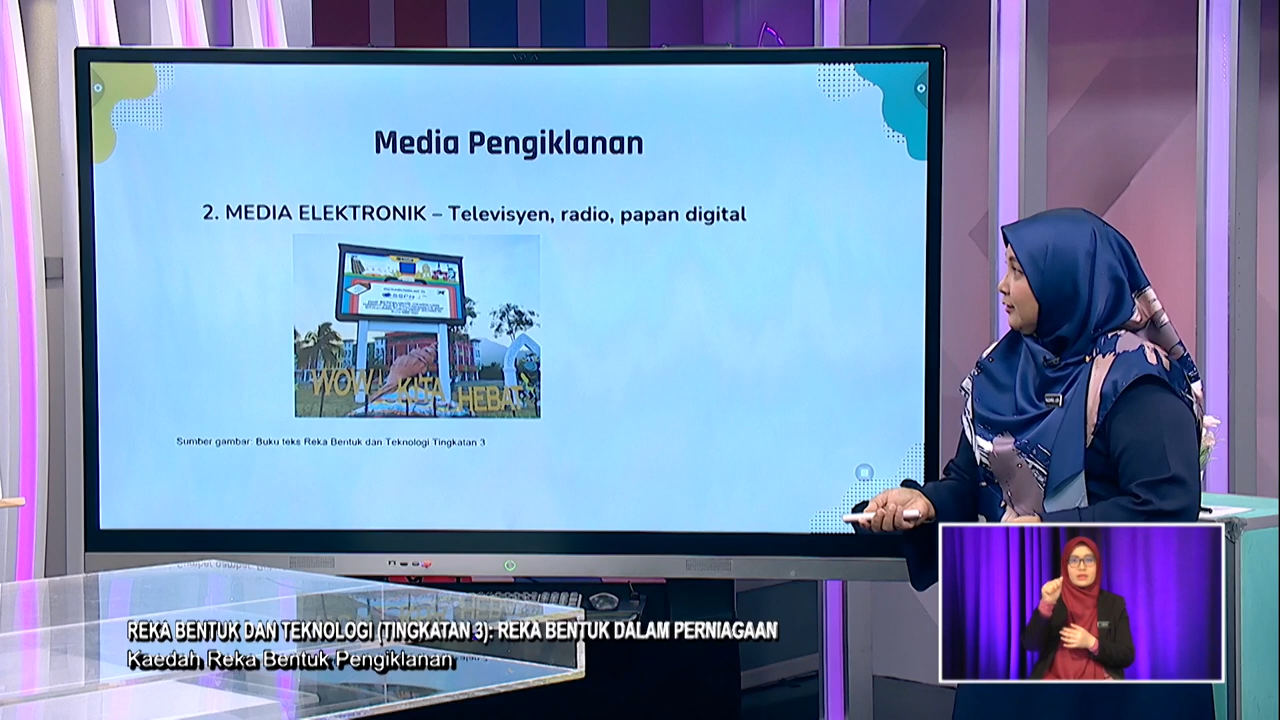 Media Pengiklanan
2. MEDIA ELEKTRONIK – Televisyen, radio, papan digital
WOW! KITA HEBAT
Sumber gambar: Buku teks Reka Bentuk dan Teknologi Tingkatan 3
REKA BENTUK DAN TEKNOLOGI (TINGKATAN 3): REKA BENTUK DALAM PERNIAGAAN
Kaedah Reka Bentuk Pengiklanan